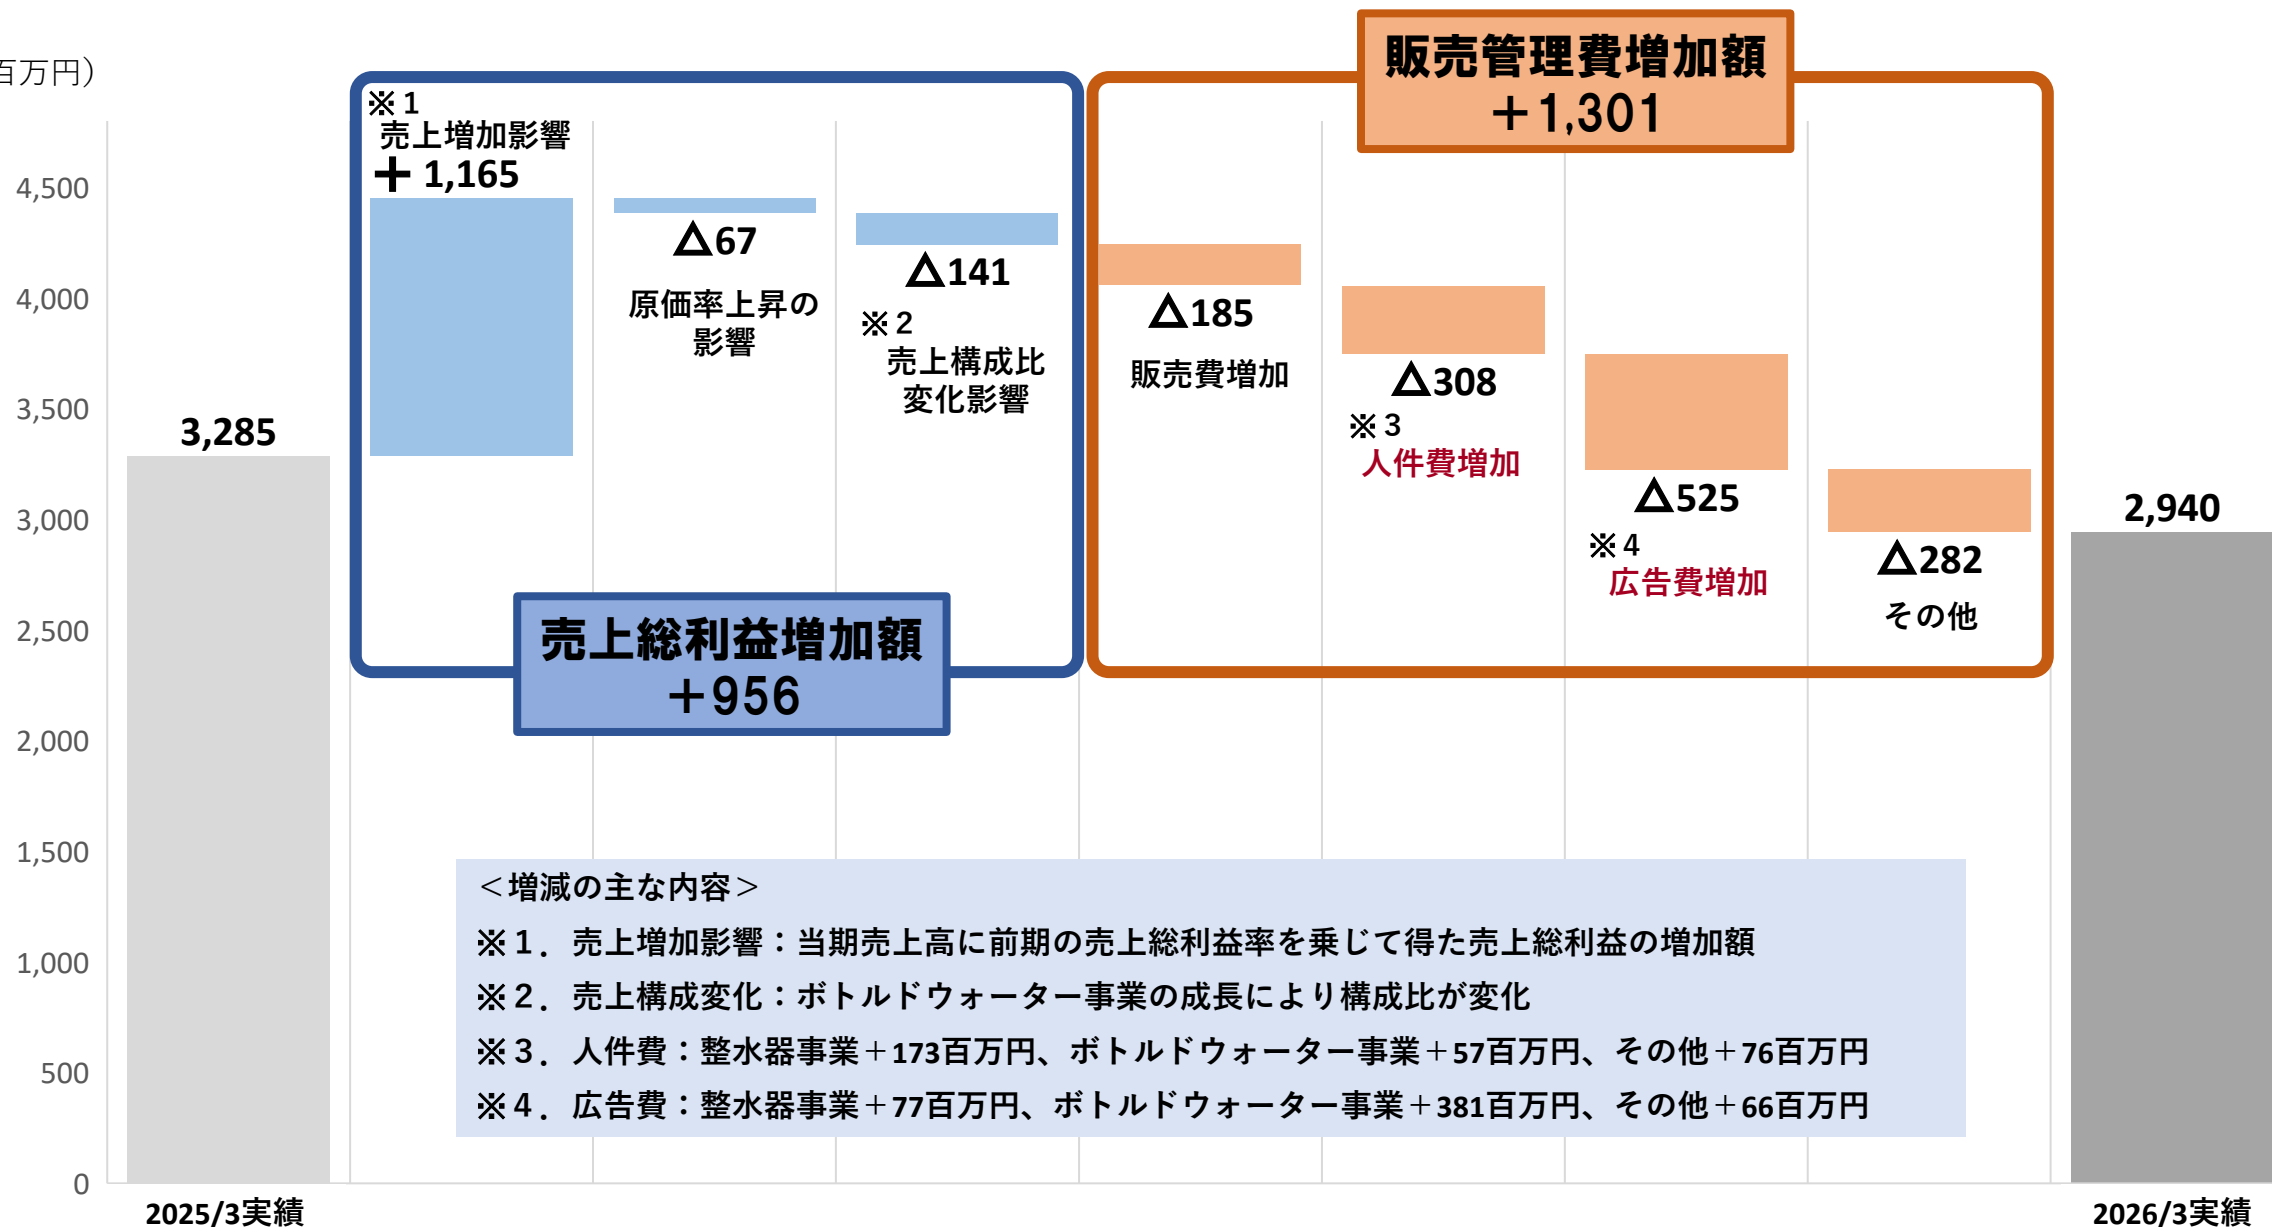 百万円）
販売管理費増加額
＋1,301
※１
売上増加影響
＋ 1,165
△67
原価率上昇の
影響
△141
※２
売上構成比
変化影響
△185
販売費増加
△308
※３
人件費増加
△525
※４
広告費増加
△282
その他
売上総利益増加額
＋956
4,500
4,000
3,500
3,000
2,500
2,000
1,500
1,000
500
0
3,285
2,940
＜増減の主な内容＞
※１．売上増加影響：当期売上高に前期の売上総利益率を乗じて得た売上総利益の増加額
※２．売上構成変化：ボトルドウォーター事業の成長により構成比が変化
※３．人件費：整水器事業＋173百万円、ボトルドウォーター事業＋57百万円、その他＋76百万円
※４．広告費：整水器事業＋77百万円、ボトルドウォーター事業＋381百万円、その他＋66百万円
2025/3実績
2026/3実績